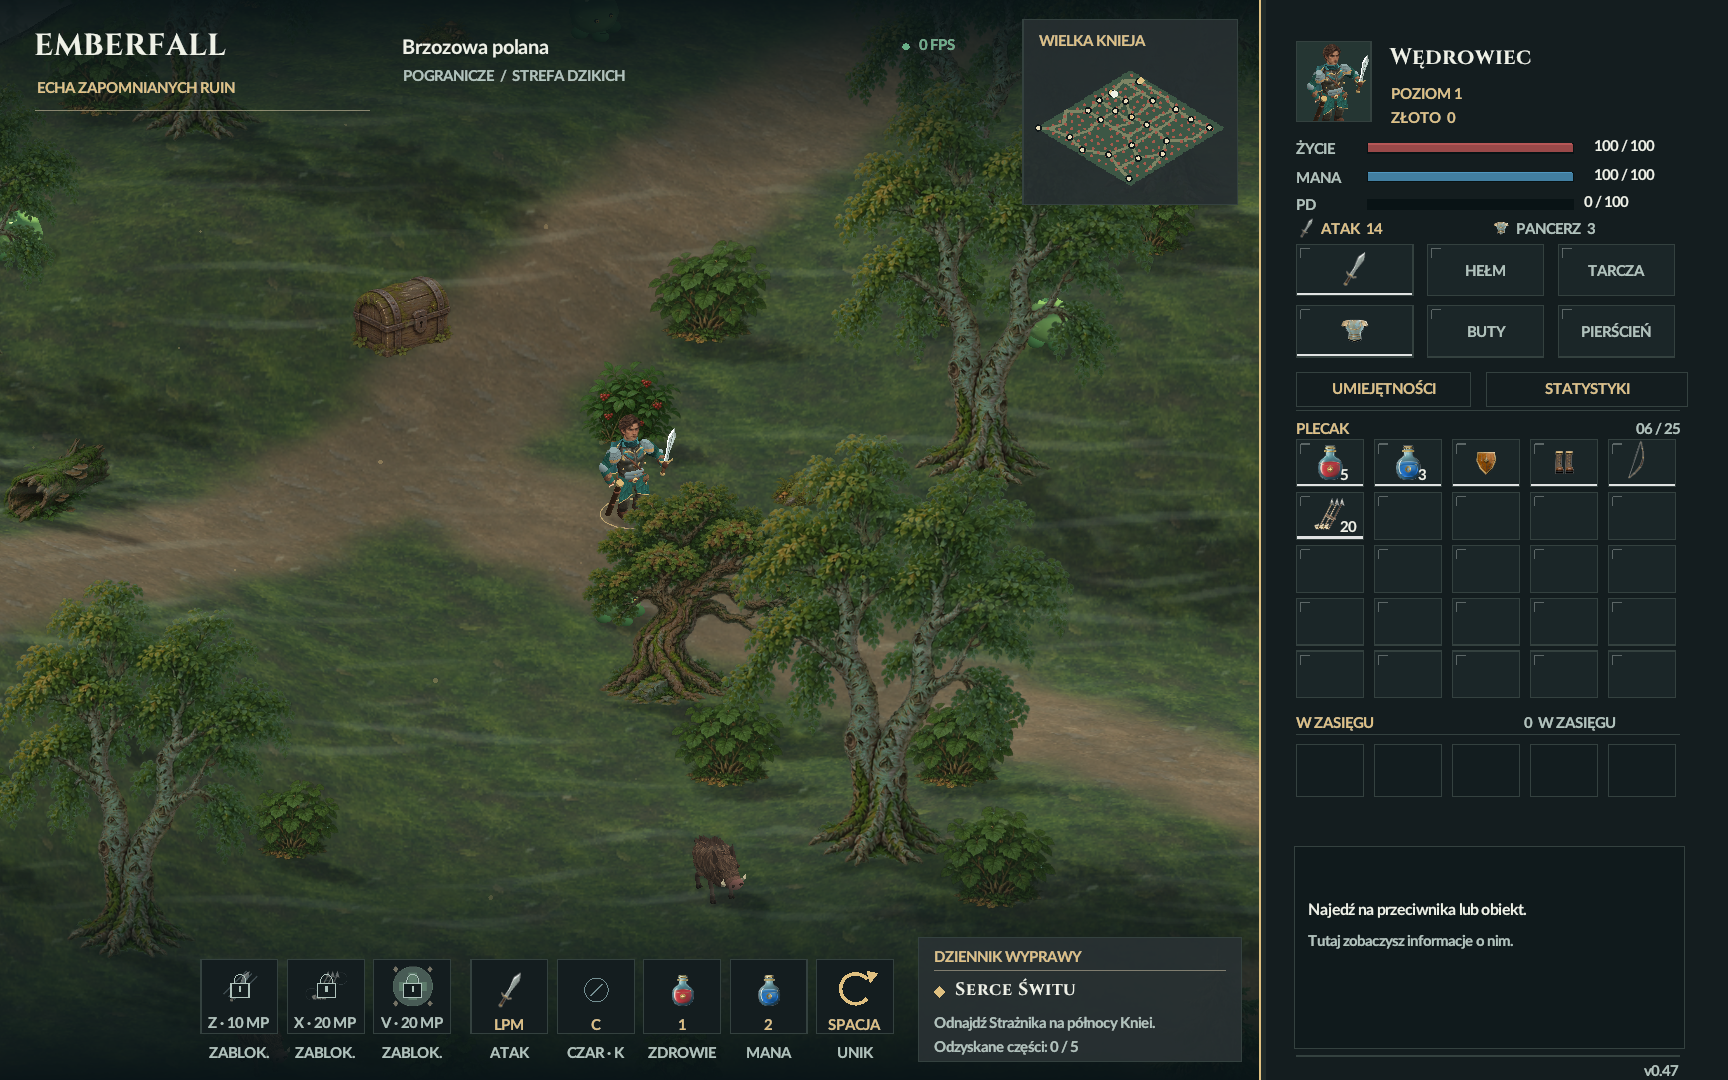 EMBERFALL
ECHA ZAPOMNIANYCH RUIN
Brzozowa polana
POGRANICZE / STREFA DZIKICH
0 FPS
WIELKA KNIEJA
Wędrowiec
POZIOM 1
ZŁOTO 0
ŻYCIE 100 / 100
MANA 100 / 100
PD 0 / 100
ATAK 14 PANCERZ 3
HEŁM TARCZA
BUTY PIERŚCIEŃ
UMIEJĘTNOŚCI STATYSTYKI
PLECAK 06 / 25
5 3
20
W ZASIĘGU 0 W ZASIĘGU
Najedź na przeciwnika lub obiekt.
Tutaj zobaczysz informacje o nim.
Z · 10 MP X · 20 MP V · 20 MP LPM C 1 2 SPACJA
ZABLOK. ZABLOK. ZABLOK. ATAK CZAR · K ZDROWIE MANA UNIK
DZIENNIK WYPRAWY
Serce Świtu
Odnajdź Strażnika na północy Kniei.
Odzyskane części: 0 / 5
v0.47